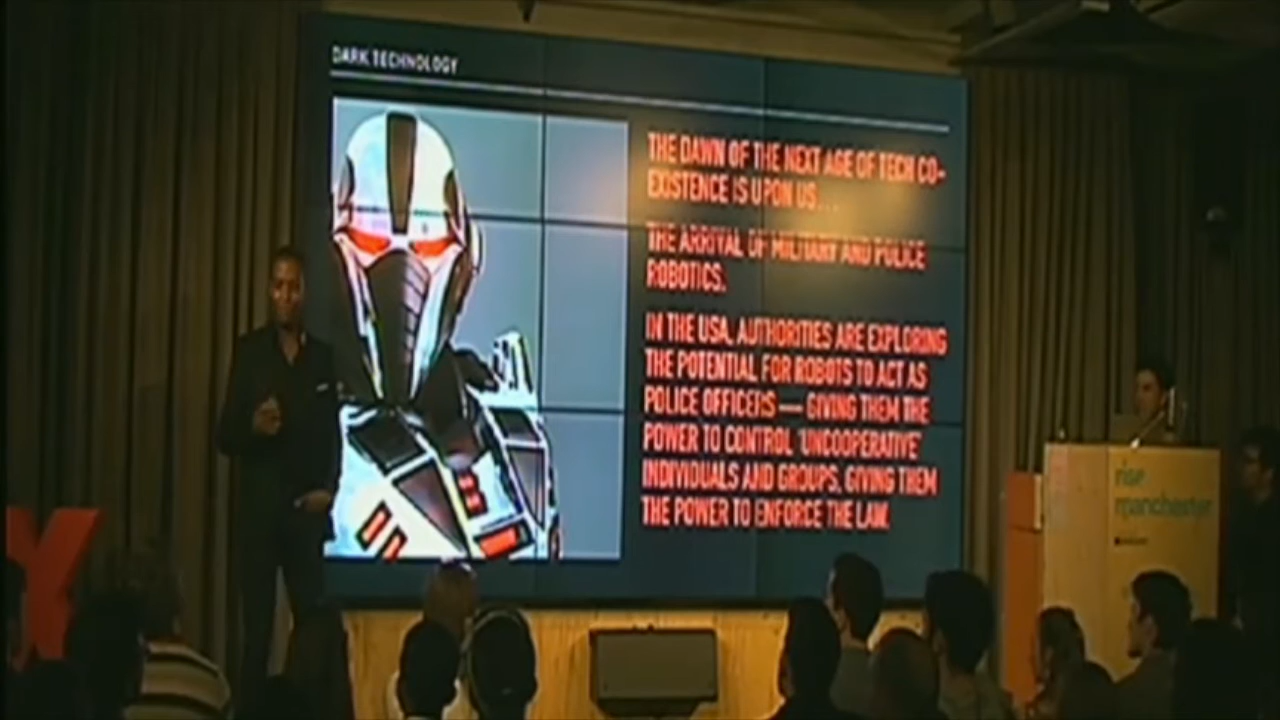 DARK TECHNOLOGY
THE DAWN OF THE NEXT AGE OF TECH CO-
EXISTENCE IS UPON US...
THE ARRIVAL OF MILITARY AND POLICE
ROBOTICS.
IN THE USA, AUTHORITIES ARE EXPLORING
THE POTENTIAL FOR ROBOTS TO ACT AS
POLICE OFFICERS — GIVING THEM THE
POWER TO CONTROL 'UNCOOPERATIVE'
INDIVIDUALS AND GROUPS, GIVING THEM
THE POWER TO ENFORCE THE LAW.
Y
rise
manchester